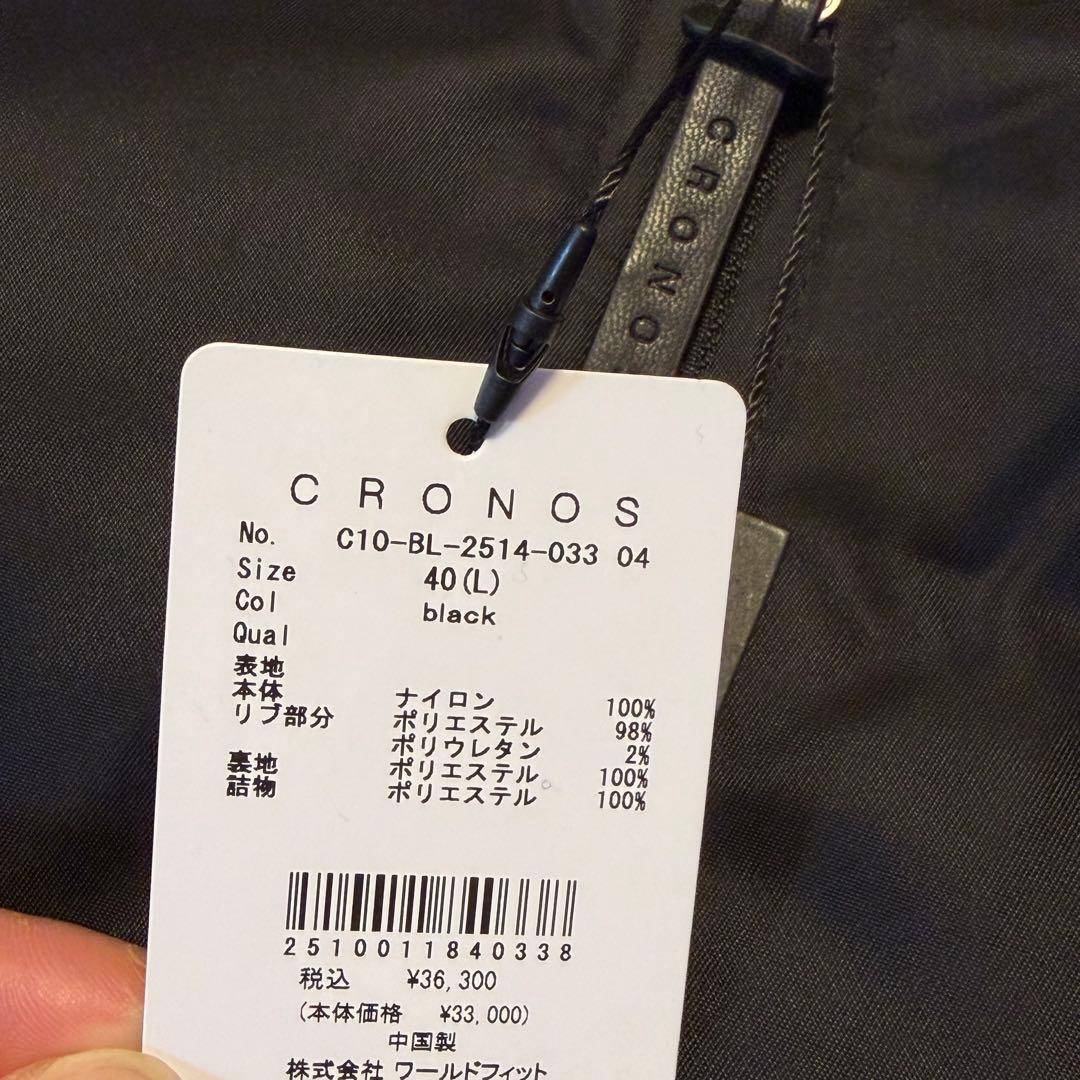 CRONO
CRONOS
No. C10-BL-2514-033 04
Size 40(L)
Col black
Qual
表地
本体 ナイロン 100%
リブ部分 ポリエステル 98%
ポリウレタン 2%
裏地 ポリエステル 100%
詰物 ポリエステル 100%
2510011840338
税込 ¥36,300
(本体価格 ¥33,000)
中国製
株式会社 ワールドフィット